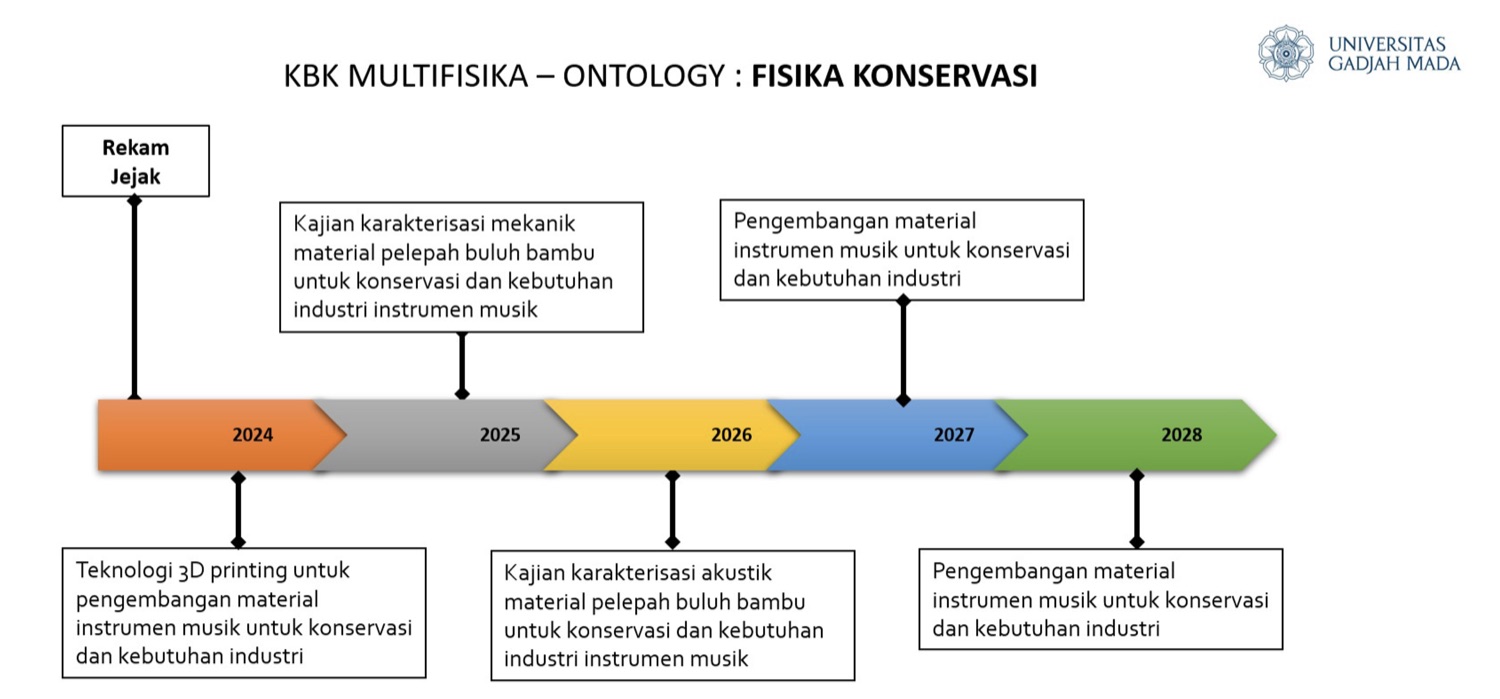 UNIVERSITAS
GADJAH MADA
KBK MULTIFISIKA – ONTOLOGY : FISIKA KONSERVASI
Rekam
Jejak
Kajian karakterisasi mekanik
material pelepah buluh bambu
untuk konservasi dan kebutuhan
industri instrumen musik
Pengembangan material
instrumen musik untuk konservasi
dan kebutuhan industri
2024
2025
2026
2027
2028
Teknologi 3D printing untuk
pengembangan material
instrumen musik untuk konservasi
dan kebutuhan industri
Kajian karakterisasi akustik
material pelepah buluh bambu
untuk konservasi dan kebutuhan
industri instrumen musik
Pengembangan material
instrumen musik untuk konservasi
dan kebutuhan industri